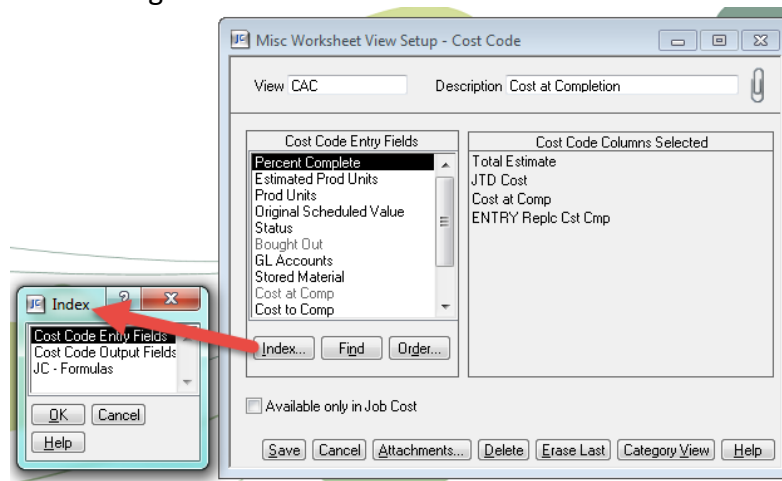 JC Misc Worksheet View Setup - Cost Code
View CAC Description Cost at Completion
Cost Code Entry Fields
Percent Complete
Estimated Prod Units
Prod Units
Original Scheduled Value
Status
Bought Out
GL Accounts
Stored Material
Cost at Comp
Cost to Comp
Index... Find Order...
Cost Code Columns Selected
Total Estimate
JTD Cost
Cost at Comp
ENTRY Replc Cst Cmp
Available only in Job Cost
Save Cancel Attachments... Delete Erase Last Category View Help
JC Index ?
Cost Code Entry Fields
Cost Code Output Fields
JC - Formulas
OK Cancel
Help